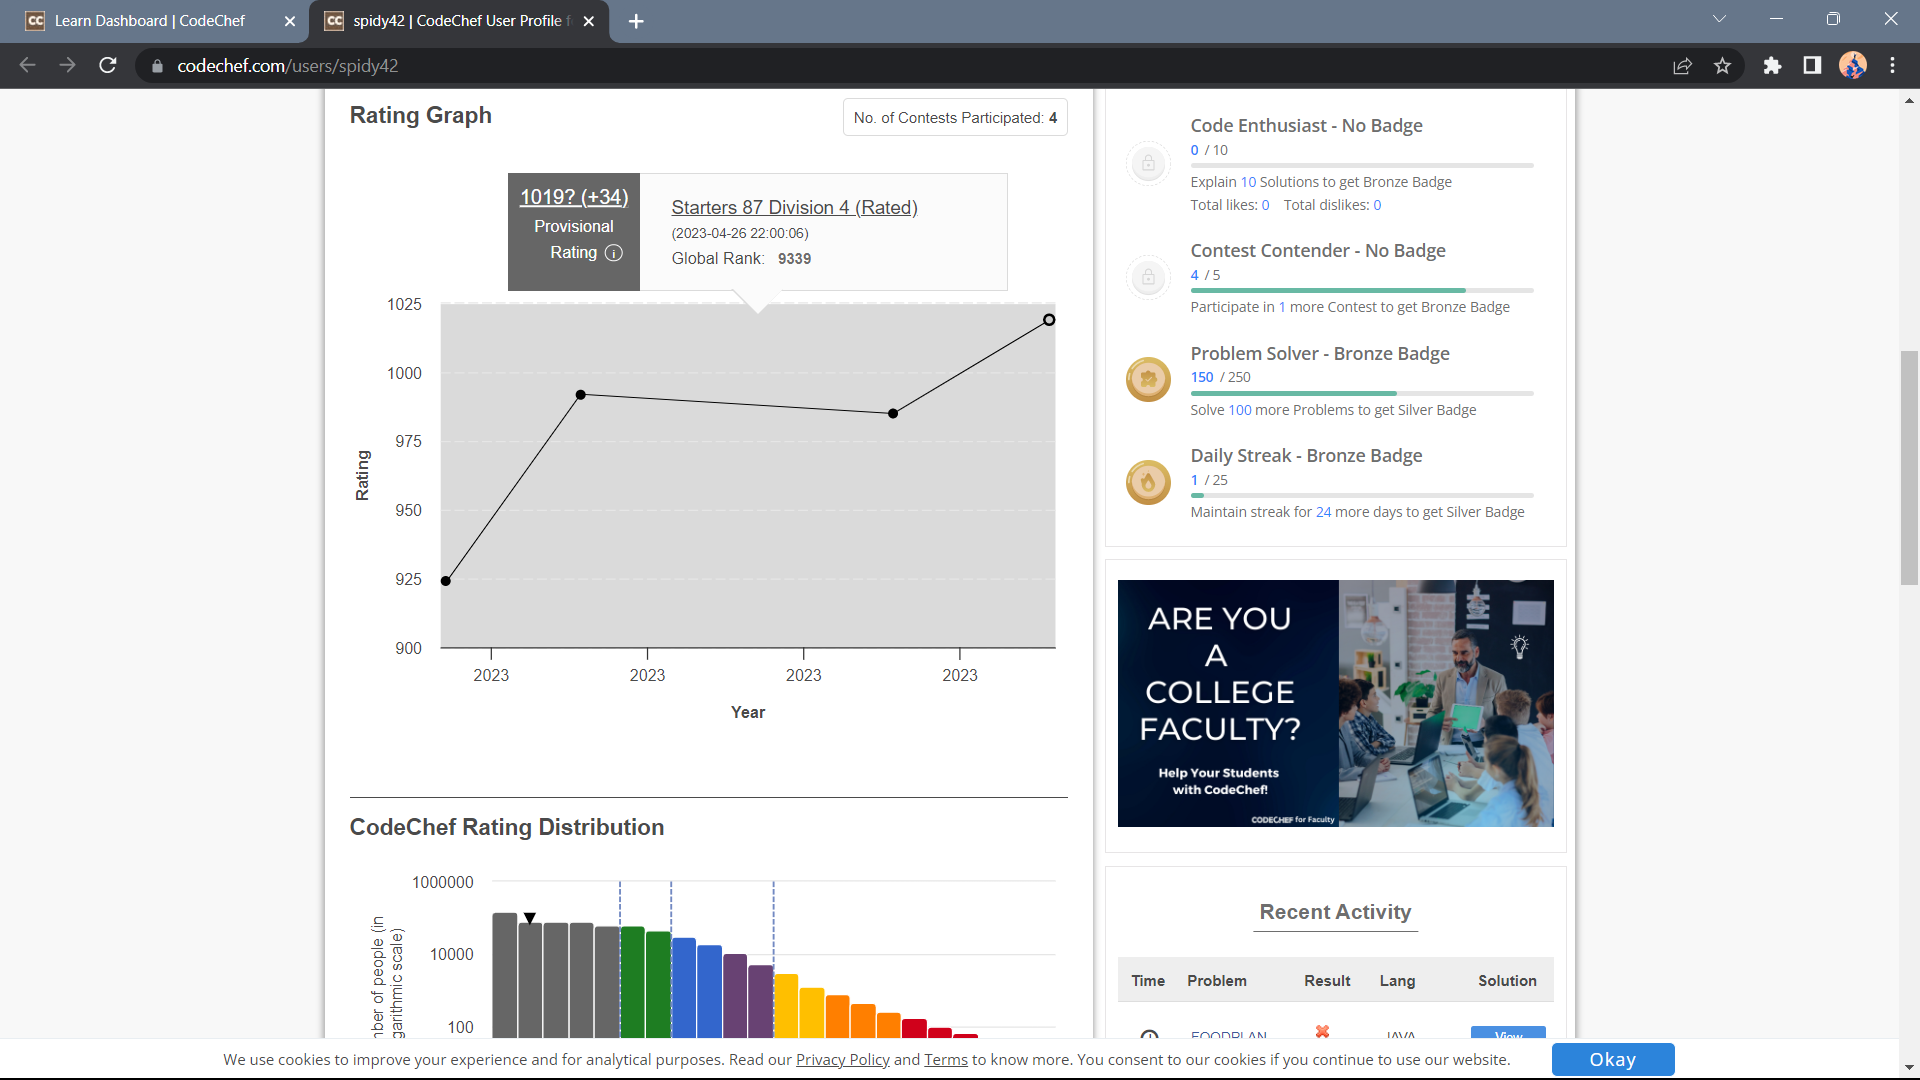 Learn Dashboard | CodeChef
spidy42 | CodeChef User Profile f
codechef.com/users/spidy42
Rating Graph
No. of Contests Participated: 4
1019? (+34)
Provisional
Rating
Starters 87 Division 4 (Rated)
(2023-04-26 22:00:06)
Global Rank: 9339
1025
1000
975
950
925
900
Rating
2023 2023 2023 2023
Year
CodeChef Rating Distribution
1000000
10000
100
mber of people (in
garithmic scale)
Code Enthusiast - No Badge
0 / 10
Explain 10 Solutions to get Bronze Badge
Total likes: 0 Total dislikes: 0
Contest Contender - No Badge
4 / 5
Participate in 1 more Contest to get Bronze Badge
Problem Solver - Bronze Badge
150 / 250
Solve 100 more Problems to get Silver Badge
Daily Streak - Bronze Badge
1 / 25
Maintain streak for 24 more days to get Silver Badge
ARE YOU
A
COLLEGE
FACULTY?
Help Your Students
with CodeChef!
CODECHEF for Faculty
Recent Activity
Time Problem Result Lang Solution
FOODPLAN JAVA View
We use cookies to improve your experience and for analytical purposes. Read our Privacy Policy and Terms to know more. You consent to our cookies if you continue to use our website.
Okay